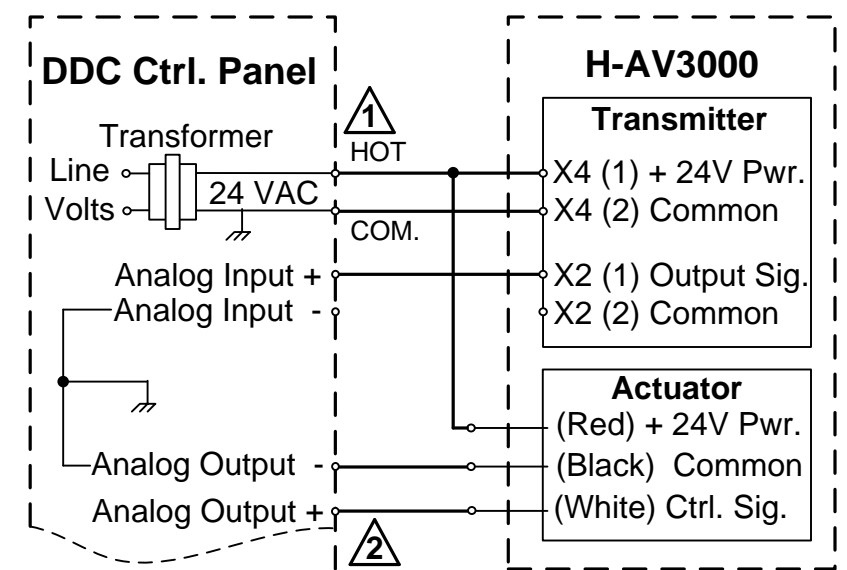 DDC Ctrl. Panel
H-AV3000
1
Transmitter
Transformer
HOT
Line
X4 (1) + 24V Pwr.
24 VAC
Volts
X4 (2) Common
COM.
Analog Input +
X2 (1) Output Sig.
Analog Input -
X2 (2) Common
Actuator
(Red) + 24V Pwr.
Analog Output -
(Black) Common
Analog Output +
(White) Ctrl. Sig.
2